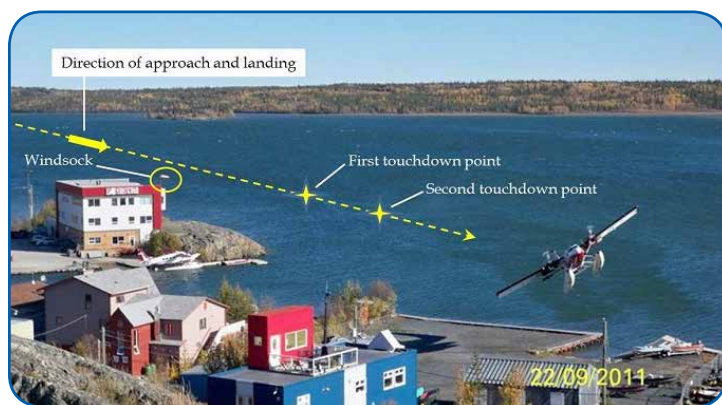 Direction of approach and landing
Windsock
First touchdown point
Second touchdown point
22/09/2011